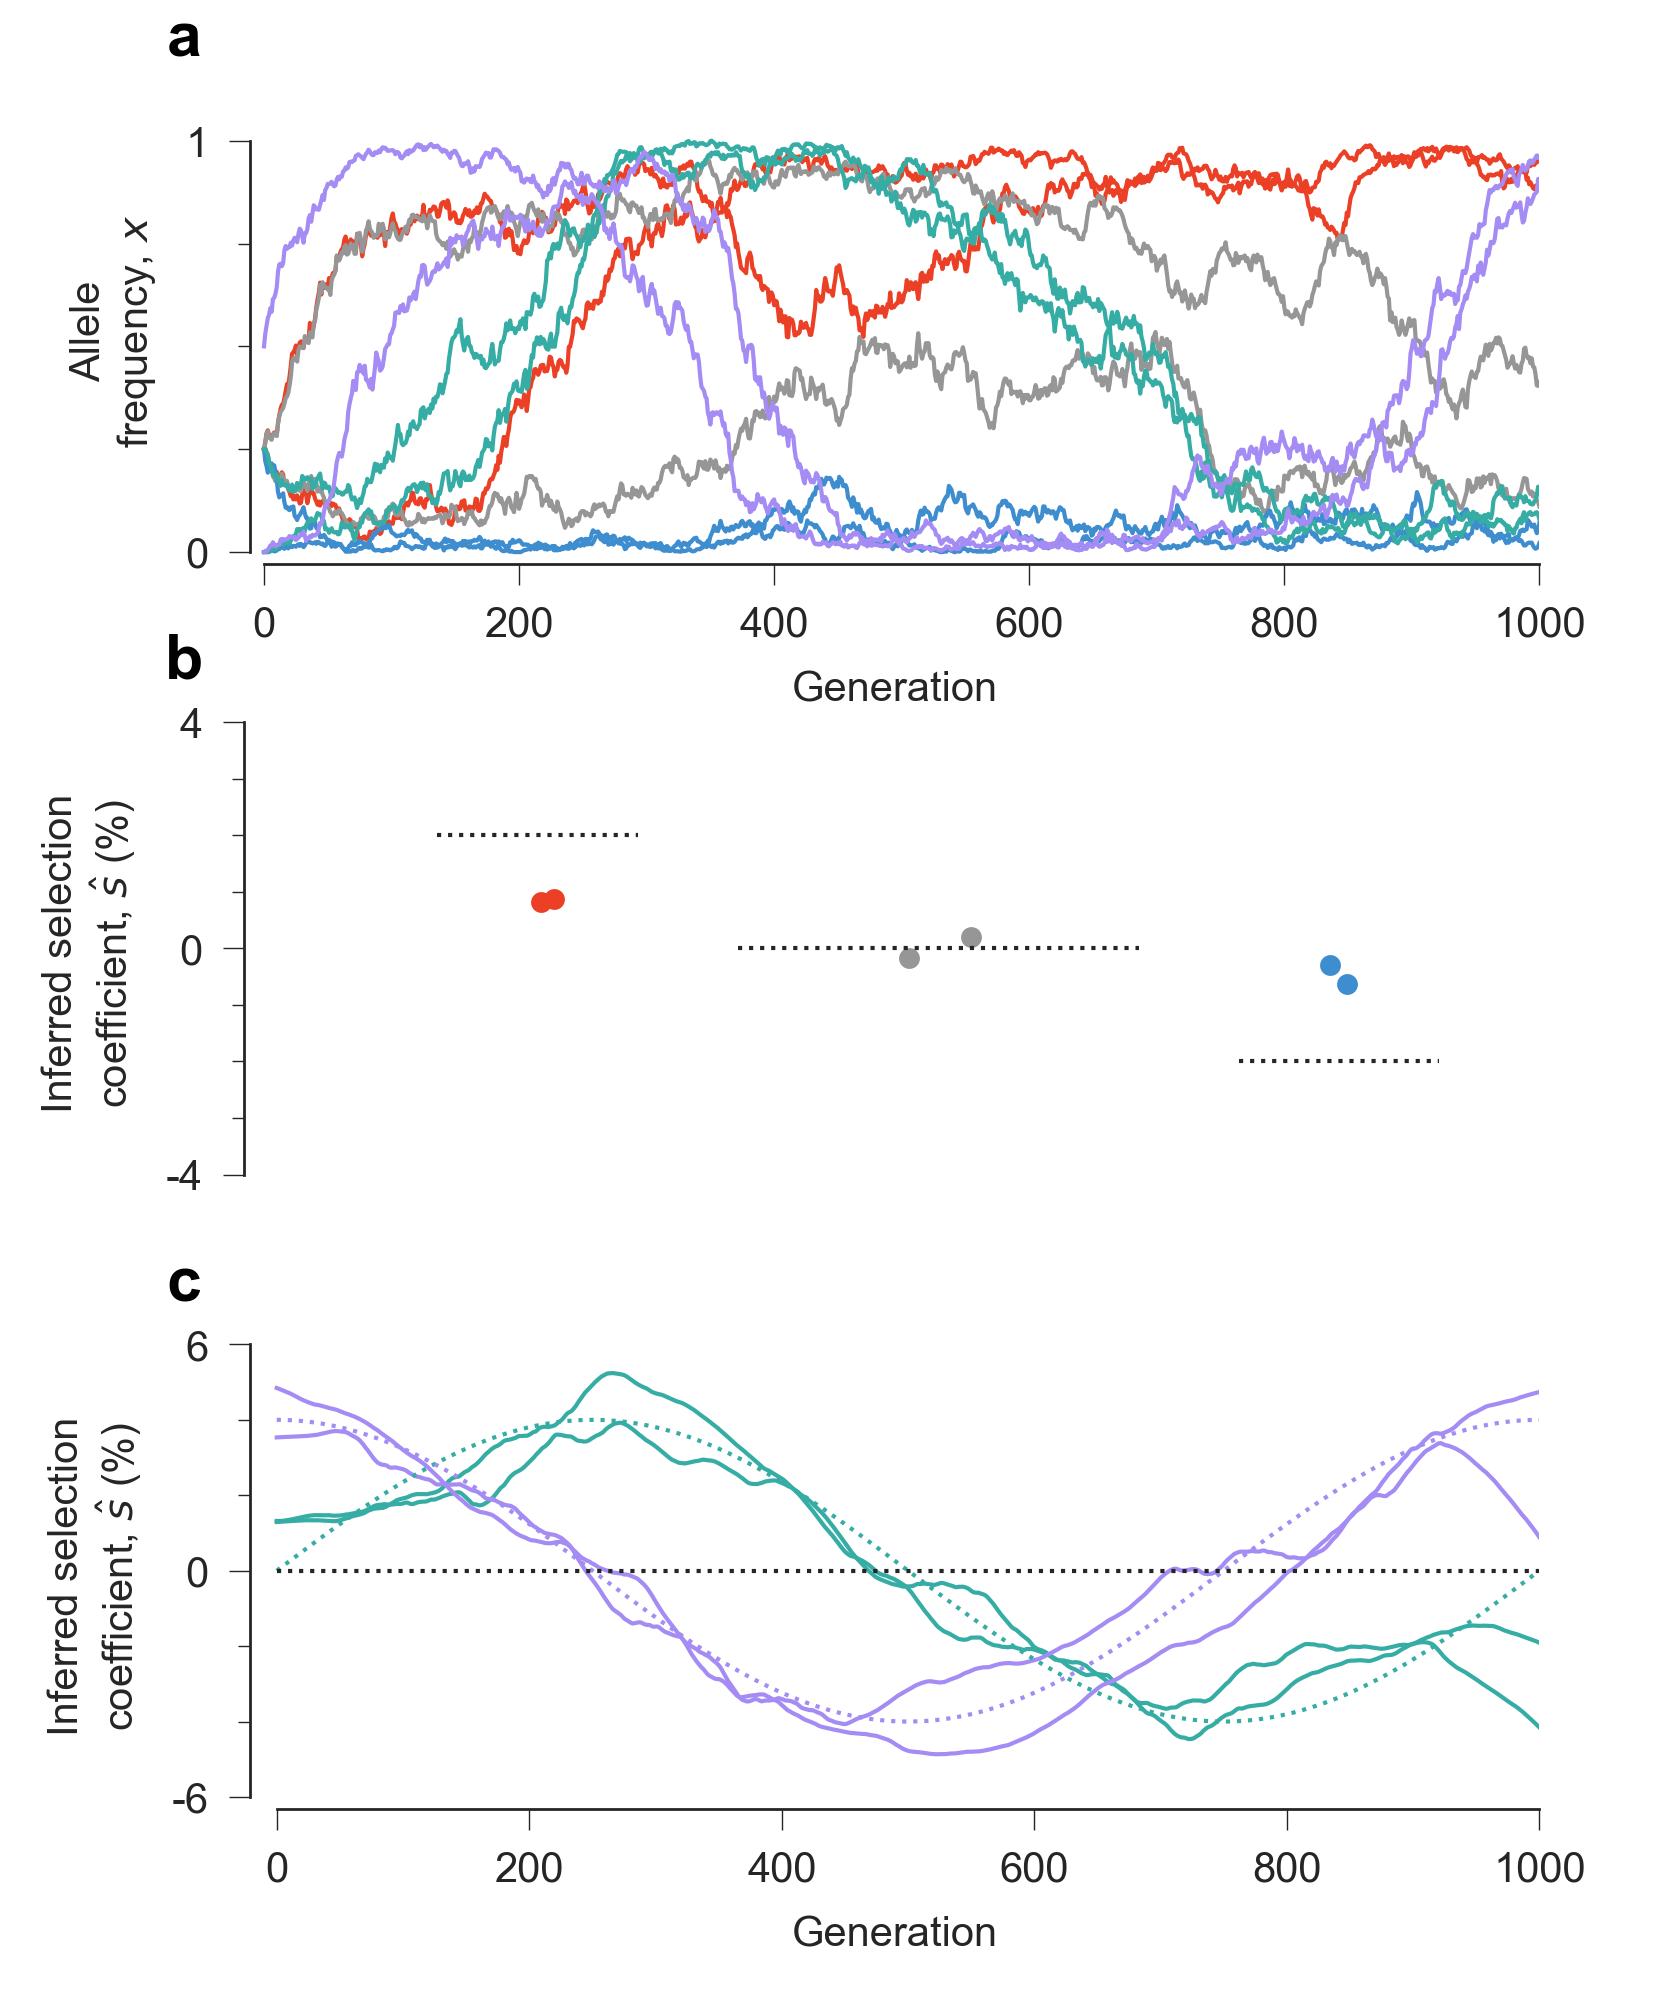 a
1
0
Allele
frequency, x
0 200 400 600 800 1000
Generation
b
4
0
-4
Inferred selection
coefficient, ŝ (%)
c
6
0
-6
Inferred selection
coefficient, ŝ (%)
0 200 400 600 800 1000
Generation